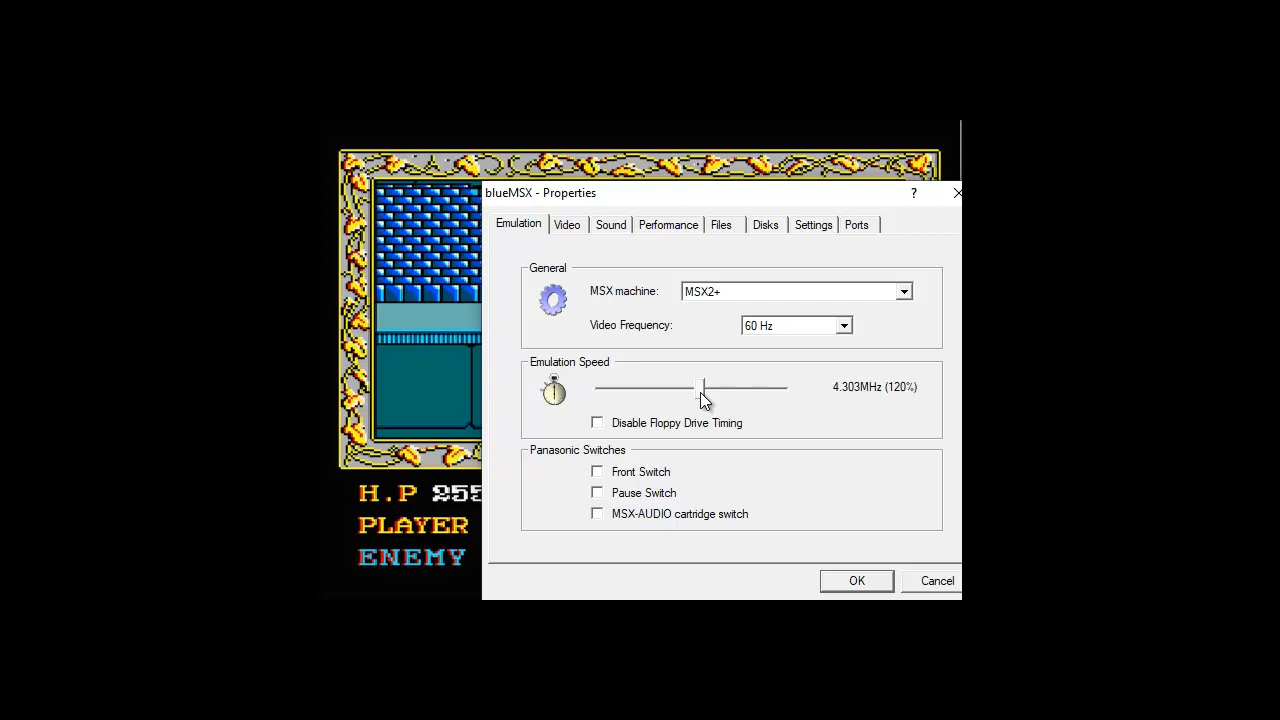 blueMSX - Properties
?
Emulation Video Sound Performance Files Disks Settings Ports
General
MSX machine: MSX2+
Video Frequency: 60 Hz
Emulation Speed
4.303MHz (120%)
Disable Floppy Drive Timing
Panasonic Switches
Front Switch
Pause Switch
MSX-AUDIO cartridge switch
OK Cancel
H.P 255
PLAYER
ENEMY